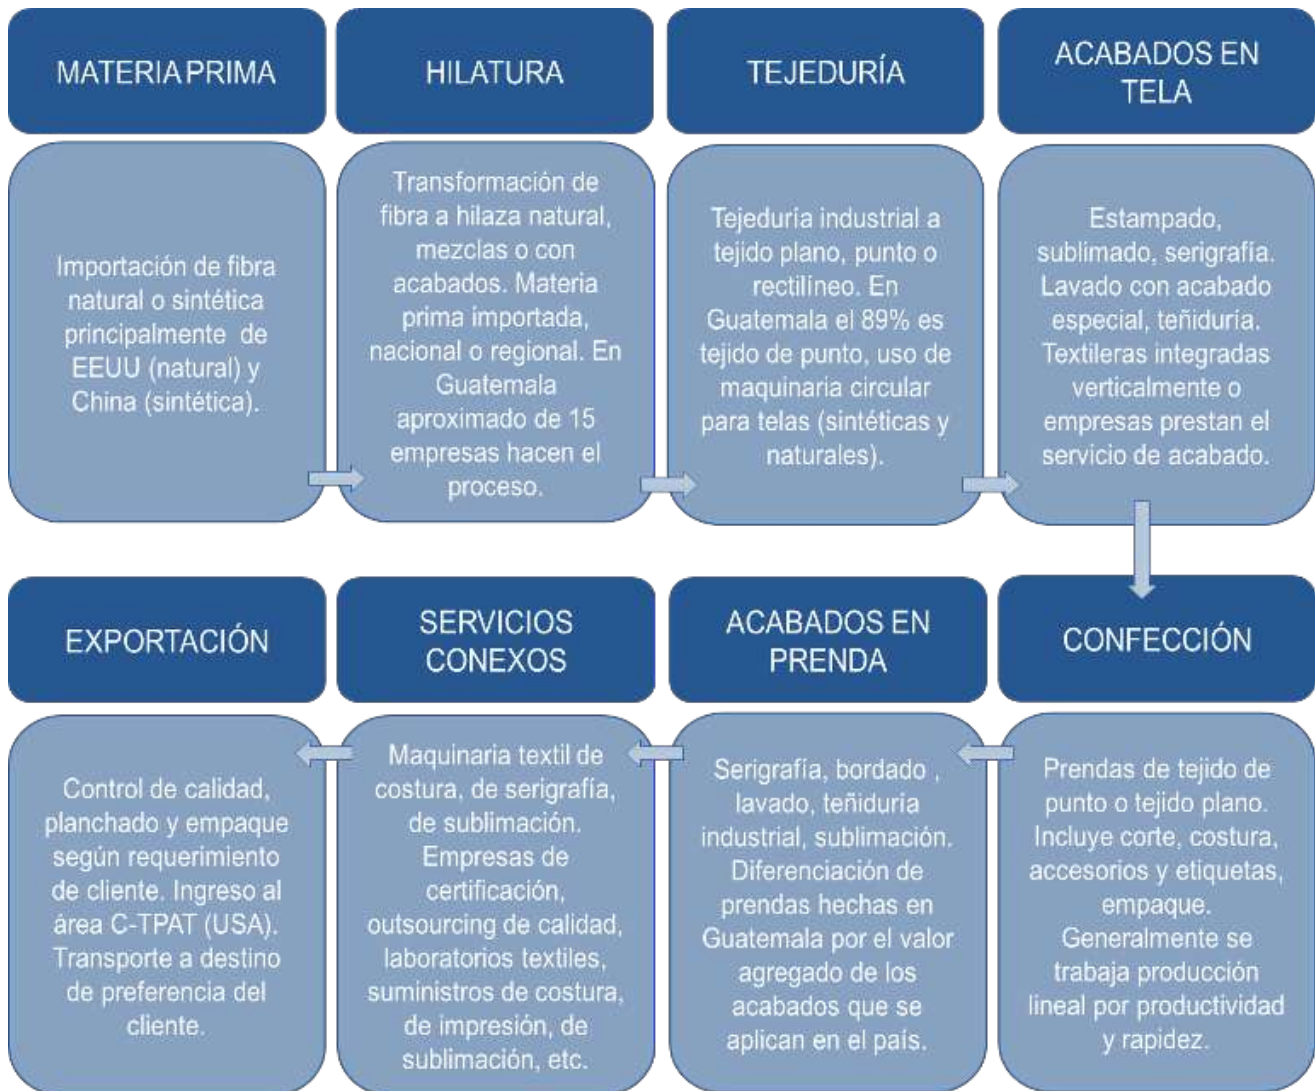 MATERIA PRIMA
Importación de fibra
natural o sintética
principalmente de
EEUU (natural) y
China (sintética).
HILATURA
Transformación de
fibra a hilaza natural,
mezclas o con
acabados. Materia
prima importada,
nacional o regional. En
Guatemala
aproximado de 15
empresas hacen el
proceso.
TEJEDURÍA
Tejeduría industrial a
tejido plano, punto o
rectilíneo. En
Guatemala el 89% es
tejido de punto, uso de
maquinaria circular
para telas (sintéticas y
naturales).
ACABADOS EN
TELA
Estampado,
sublimado, serigrafía.
Lavado con acabado
especial, teñiduría.
Textileras integradas
verticalmente o
empresas prestan el
servicio de acabado.
CONFECCIÓN
Prendas de tejido de
punto o tejido plano.
Incluye corte, costura,
accesorios y etiquetas,
empaque.
Generalmente se
trabaja producción
lineal por productividad
y rapidez.
ACABADOS EN
PRENDA
Serigrafía, bordado ,
lavado, teñiduría
industrial, sublimación.
Diferenciación de
prendas hechas en
Guatemala por el valor
agregado de los
acabados que se
aplican en el país.
SERVICIOS
CONEXOS
Maquinaria textil de
costura, de serigrafía,
de sublimación.
Empresas de
certificación,
outsourcing de calidad,
laboratorios textiles,
suministros de costura,
de impresión, de
sublimación, etc.
EXPORTACIÓN
Control de calidad,
planchado y empaque
según requerimiento
de cliente. Ingreso al
área C-TPAT (USA).
Transporte a destino
de preferencia del
cliente.